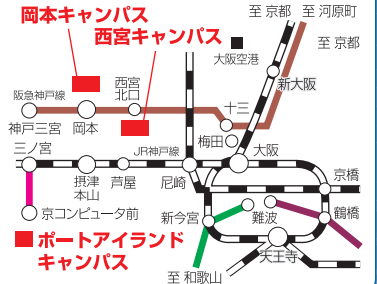 岡本キャンパス
西宮キャンパス
至 京都
至 河原町
至 京都
大阪空港
新大阪
阪急神戸線
西宮
北口
十三
神戸三宮
岡本
梅田
三ノ宮
JR神戸線
大阪
摂津
本山
芦屋
尼崎
京橋
京コンピュータ前
新今宮
難波
鶴橋
ポートアイランド
キャンパス
天王寺
至 和歌山